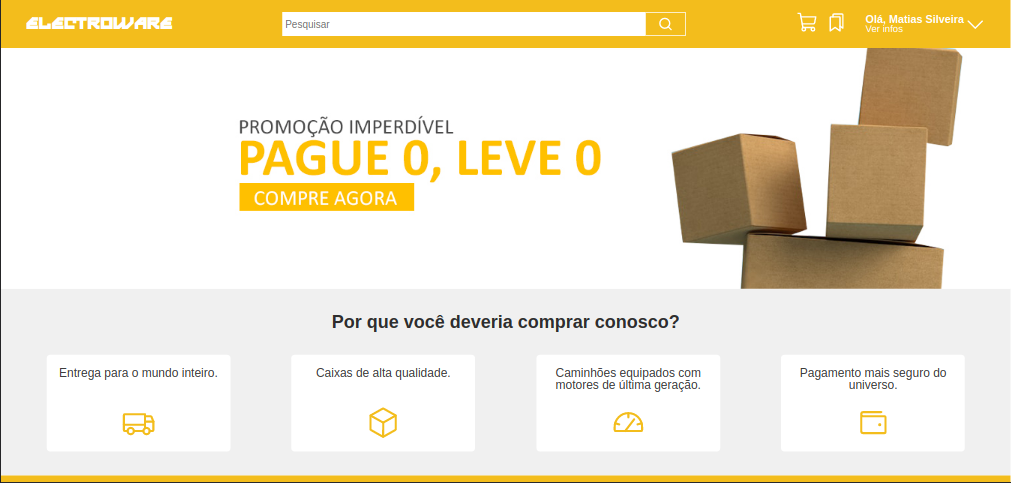 ELECTROWARE
Pesquisar
Olá, Matias Silveira
Ver infos
PROMOÇÃO IMPERDÍVEL
PAGUE 0, LEVE 0
COMPRE AGORA
Por que você deveria comprar conosco?
Entrega para o mundo inteiro.
Caixas de alta qualidade.
Caminhões equipados com
motores de última geração.
Pagamento mais seguro do
universo.